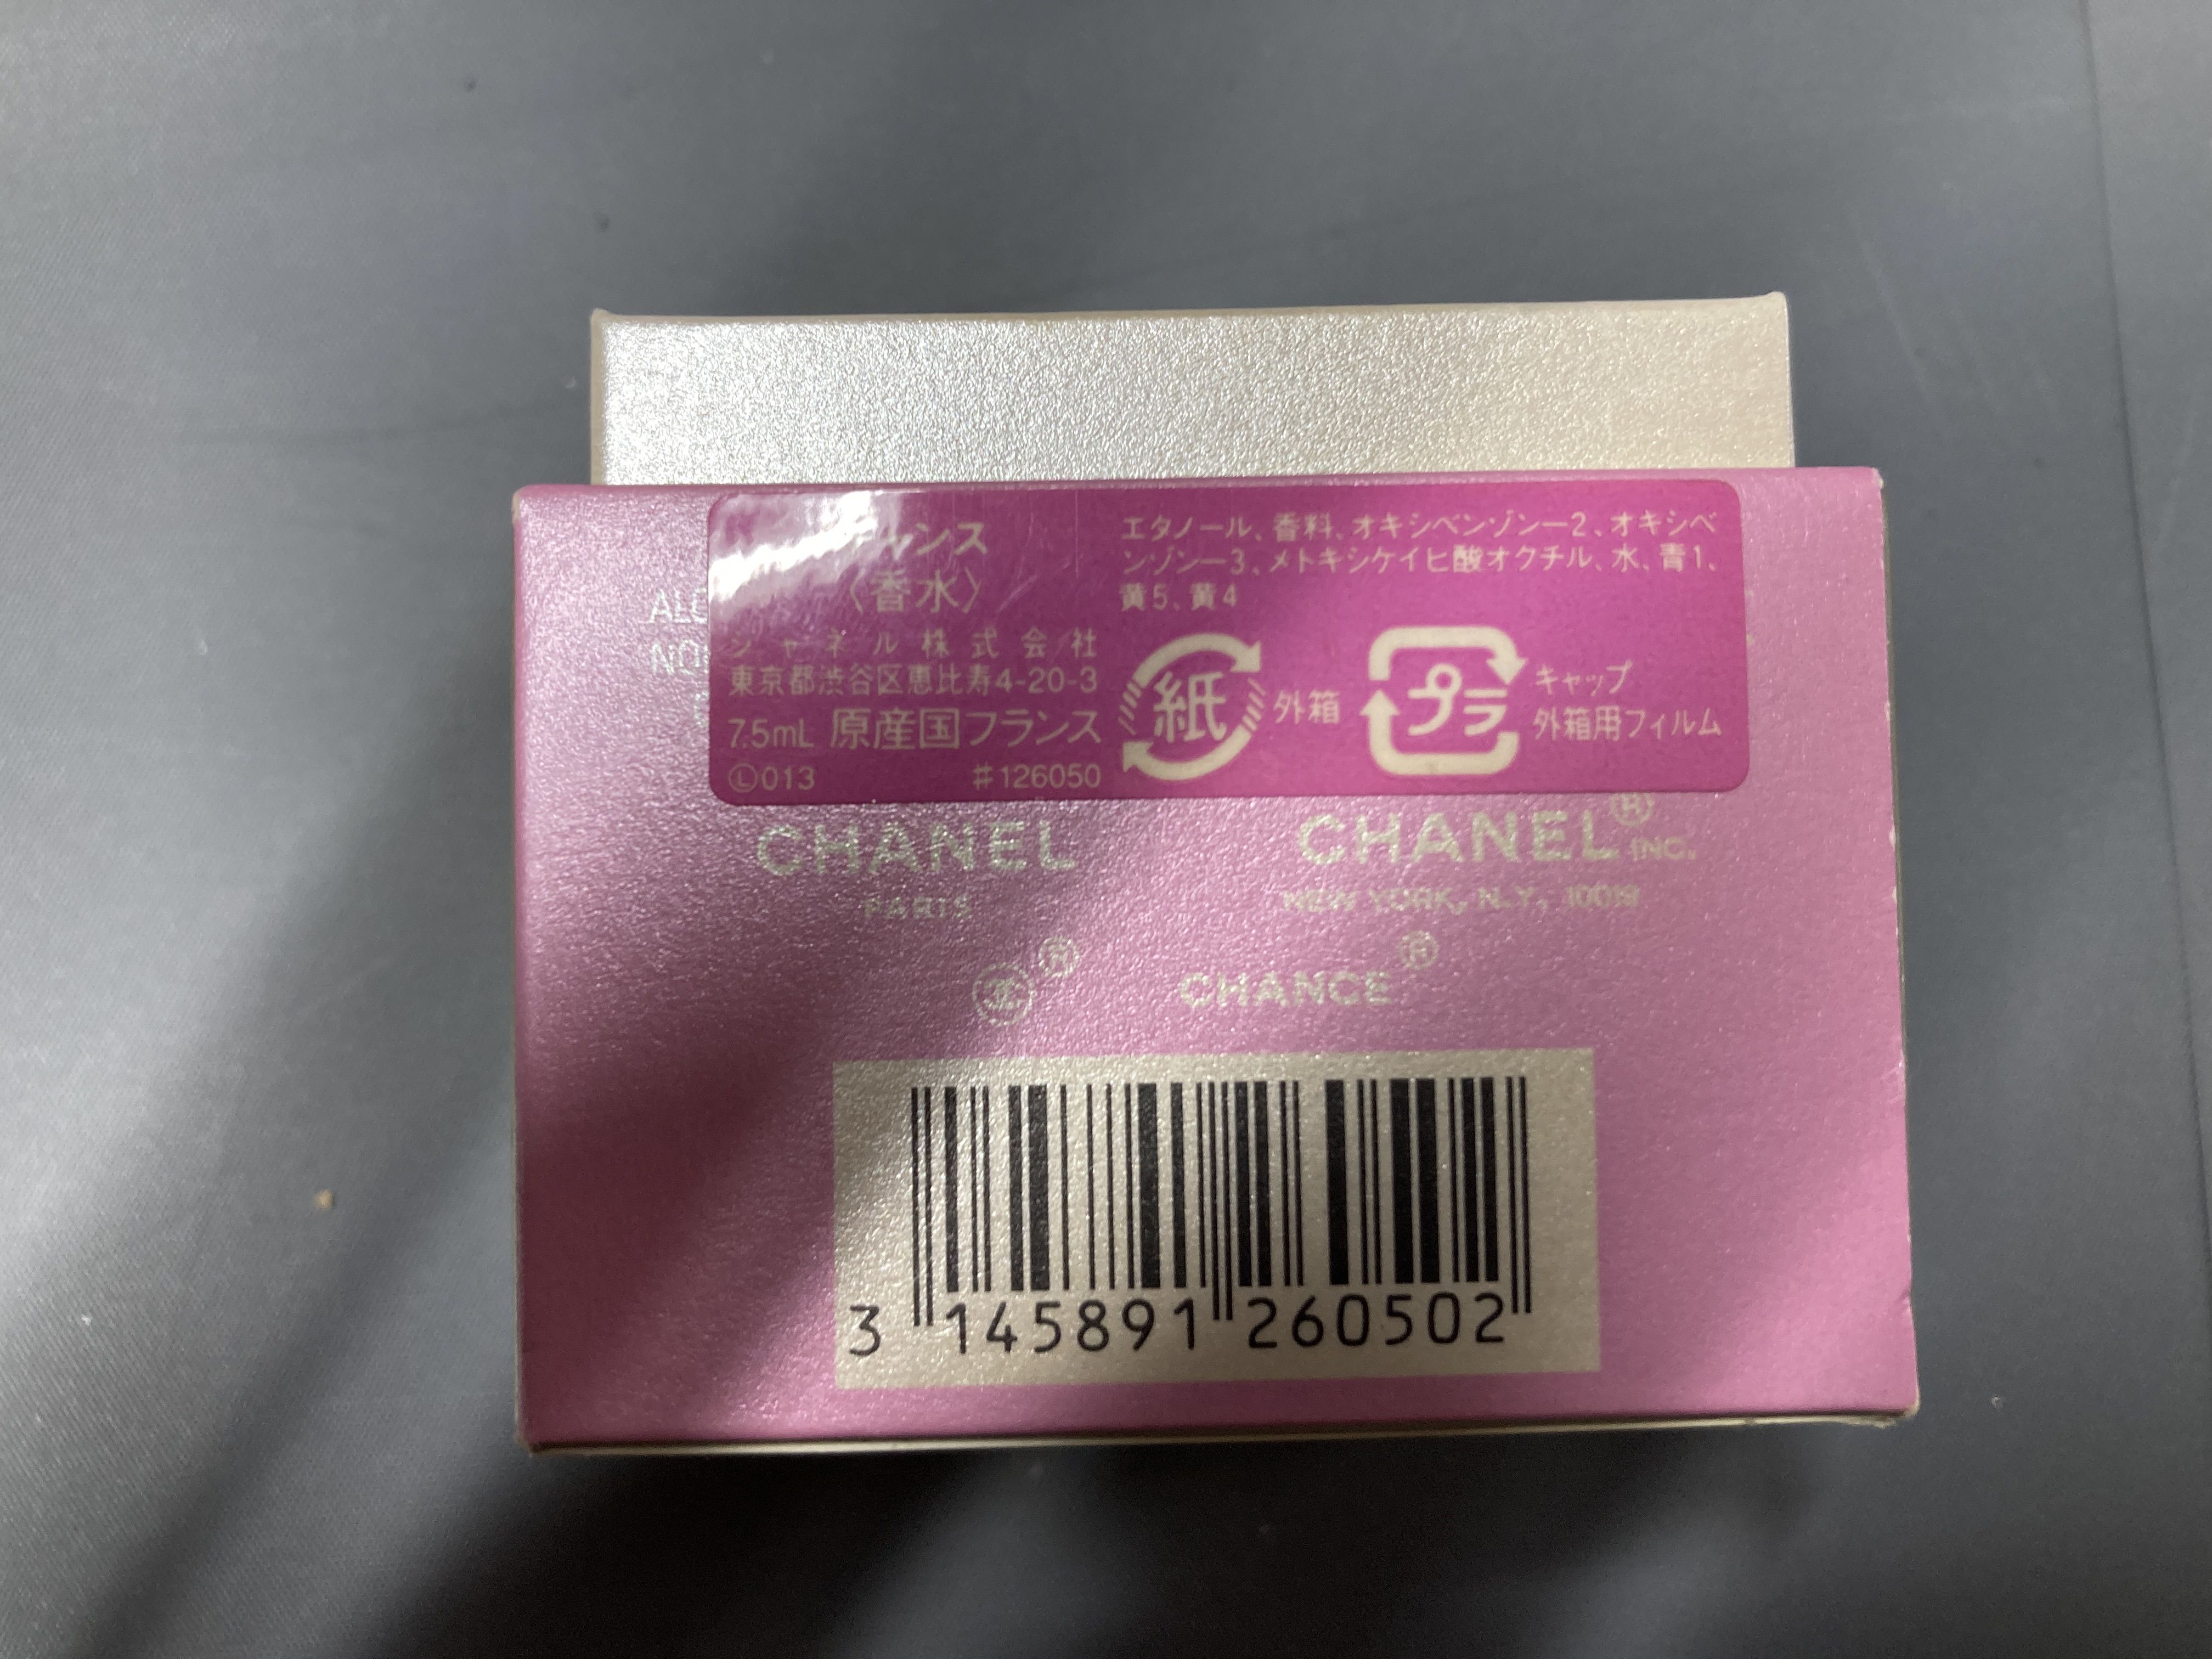 ャンス
〈香水〉
シャネル株式会社
東京都渋谷区恵比寿4-20-3
7.5mL 原産国フランス
Ⓛ013 ♯126050
エタノール、香料、オキシベンゾン−2、オキシベ
ンゾン−3、メトキシケイヒ酸オクチル、水、青1、
黄5、黄4
紙 外箱
プラ キャップ
外箱用フィルム
CHANEL
PARIS
CHANEL® INC.
NEW YORK, N.Y. 10019
® CHANCE®
3 145891 260502